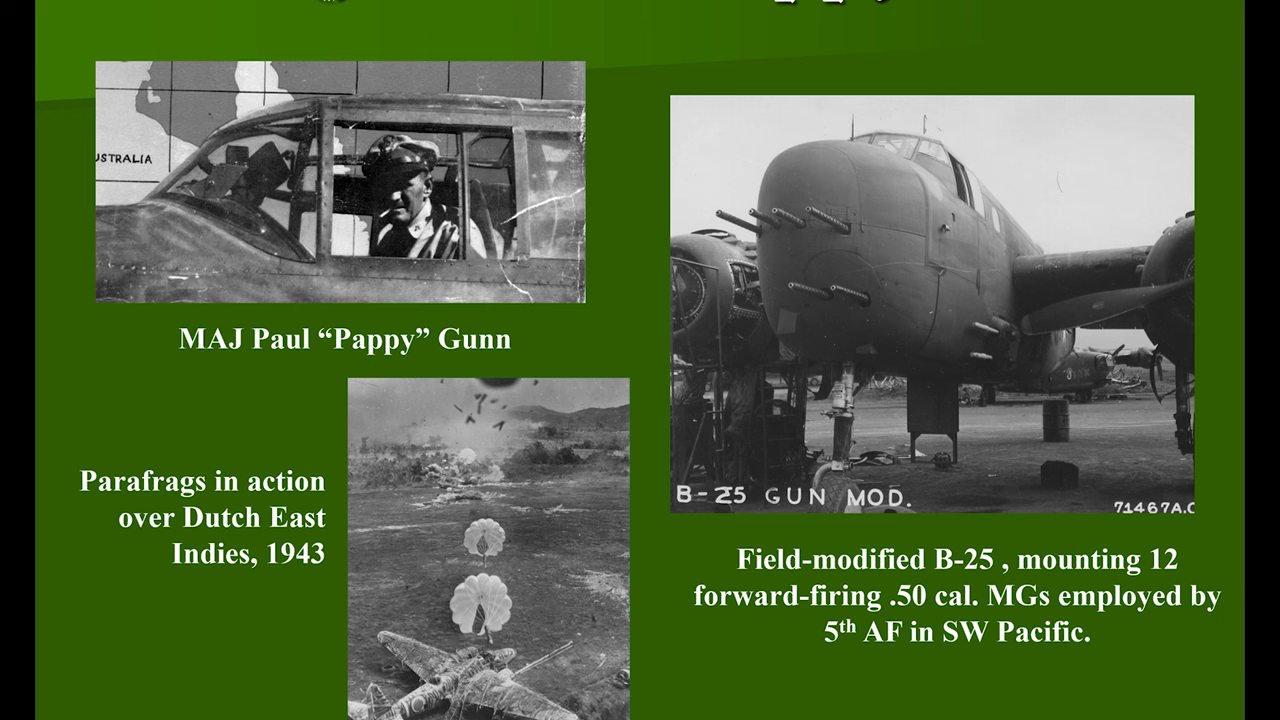 USTRALIA
MAJ Paul “Pappy” Gunn
Parafrags in action
over Dutch East
Indies, 1943
B-25 GUN MOD.
71467A.C
Field-modified B-25 , mounting 12
forward-firing .50 cal. MGs employed by
5th AF in SW Pacific.